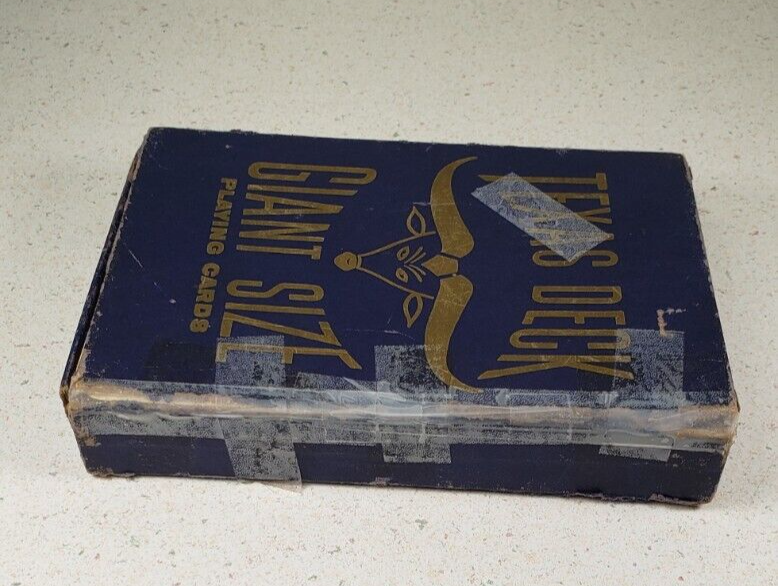 TEXAS DECK
GIANT SIZE
PLAYING CARDS